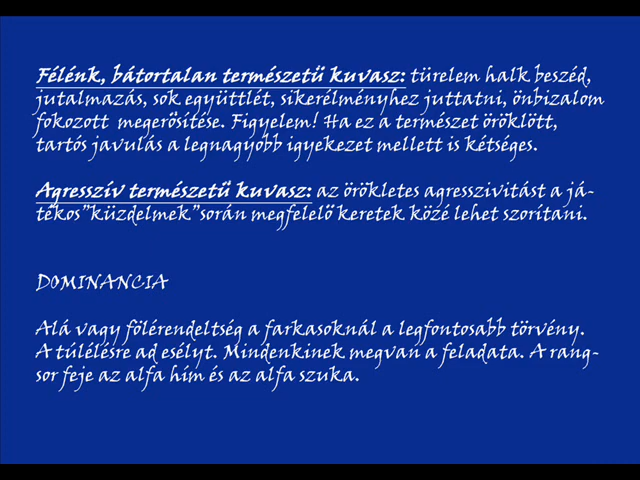 Félénk, bátortalan természetű kuvasz: türelem halk beszéd,
jutalmazás, sok együttlét, sikerélményhez juttatni, önbizalom
fokozott megerősítése. Figyelem! Ha ez a természet öröklött,
tartós javulás a legnagyobb igyekezet mellett is kétséges.
Agresszív természetű kuvasz: az örökletes agresszivitást a já-
tékos”küzdelmek”során megfelelő keretek közé lehet szorítani.
DOMINANCIA
Alá vagy fölérendeltség a farkasoknál a legfontosabb törvény.
A túlélésre ad esélyt. Mindenkinek megvan a feladata. A rang-
sor feje az alfa hím és az alfa szuka.